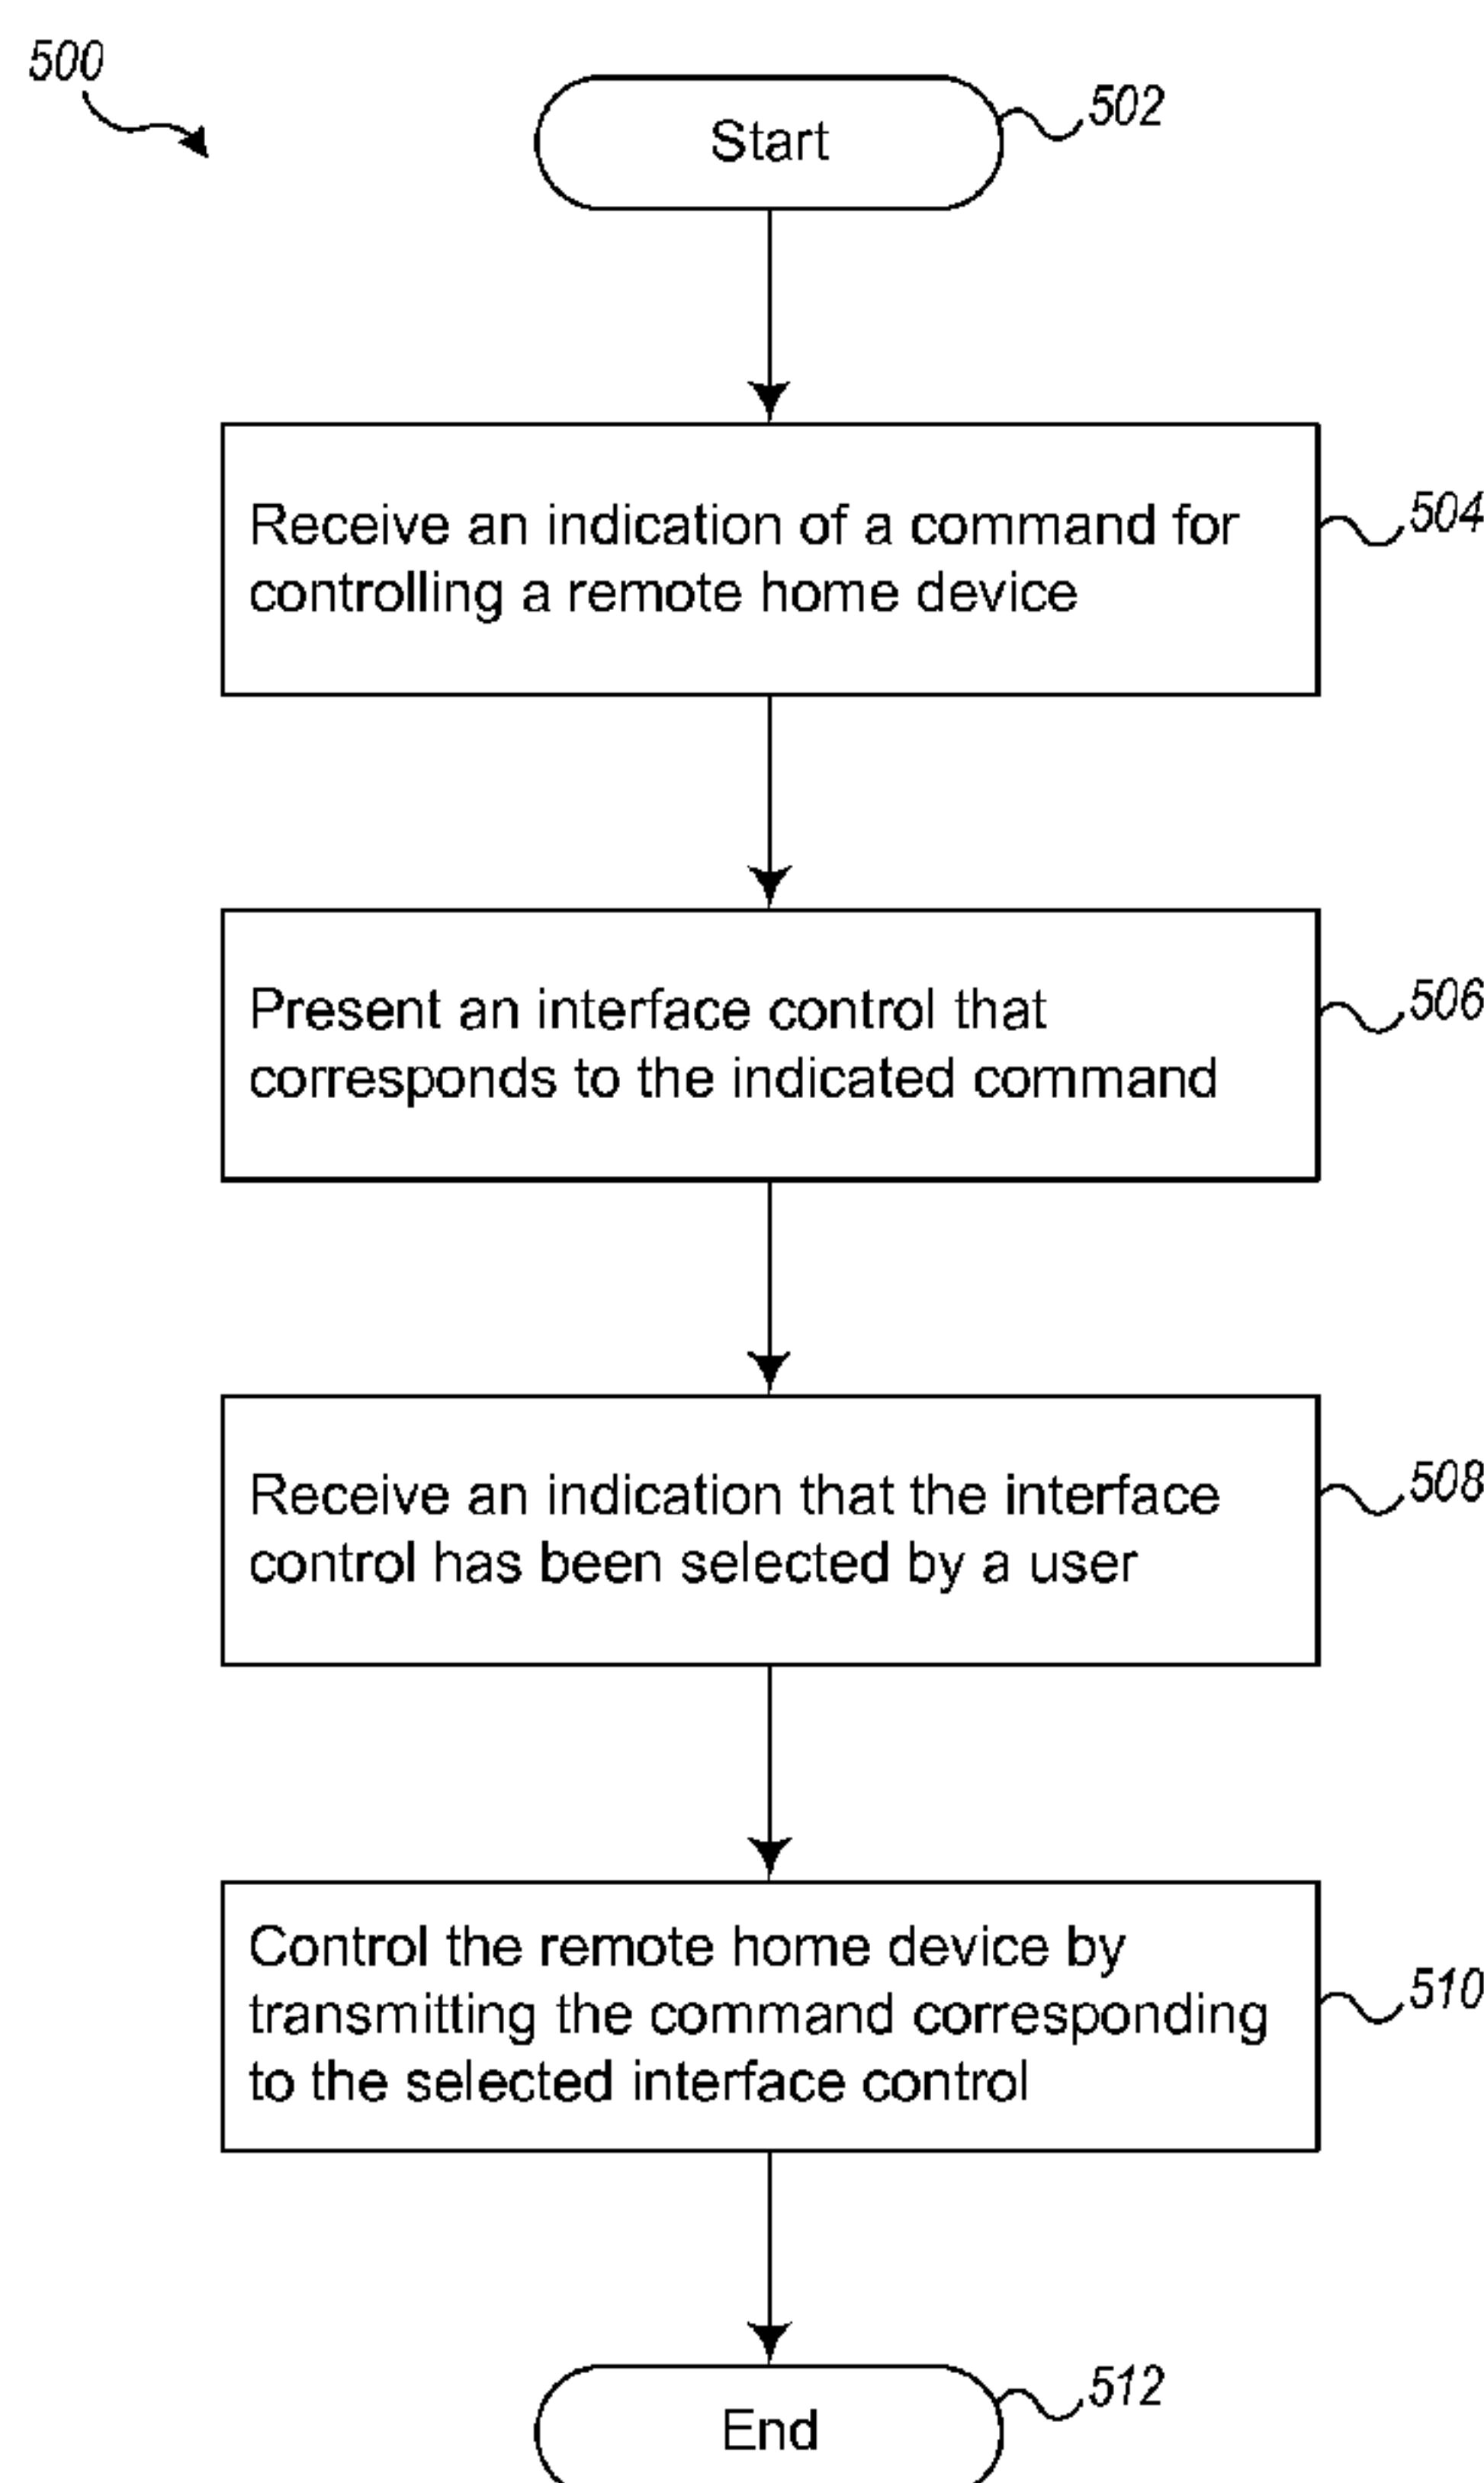 500
Start
502
Receive an indication of a command for
controlling a remote home device
504
Present an interface control that
corresponds to the indicated command
506
Receive an indication that the interface
control has been selected by a user
508
Control the remote home device by
transmitting the command corresponding
to the selected interface control
510
End
512